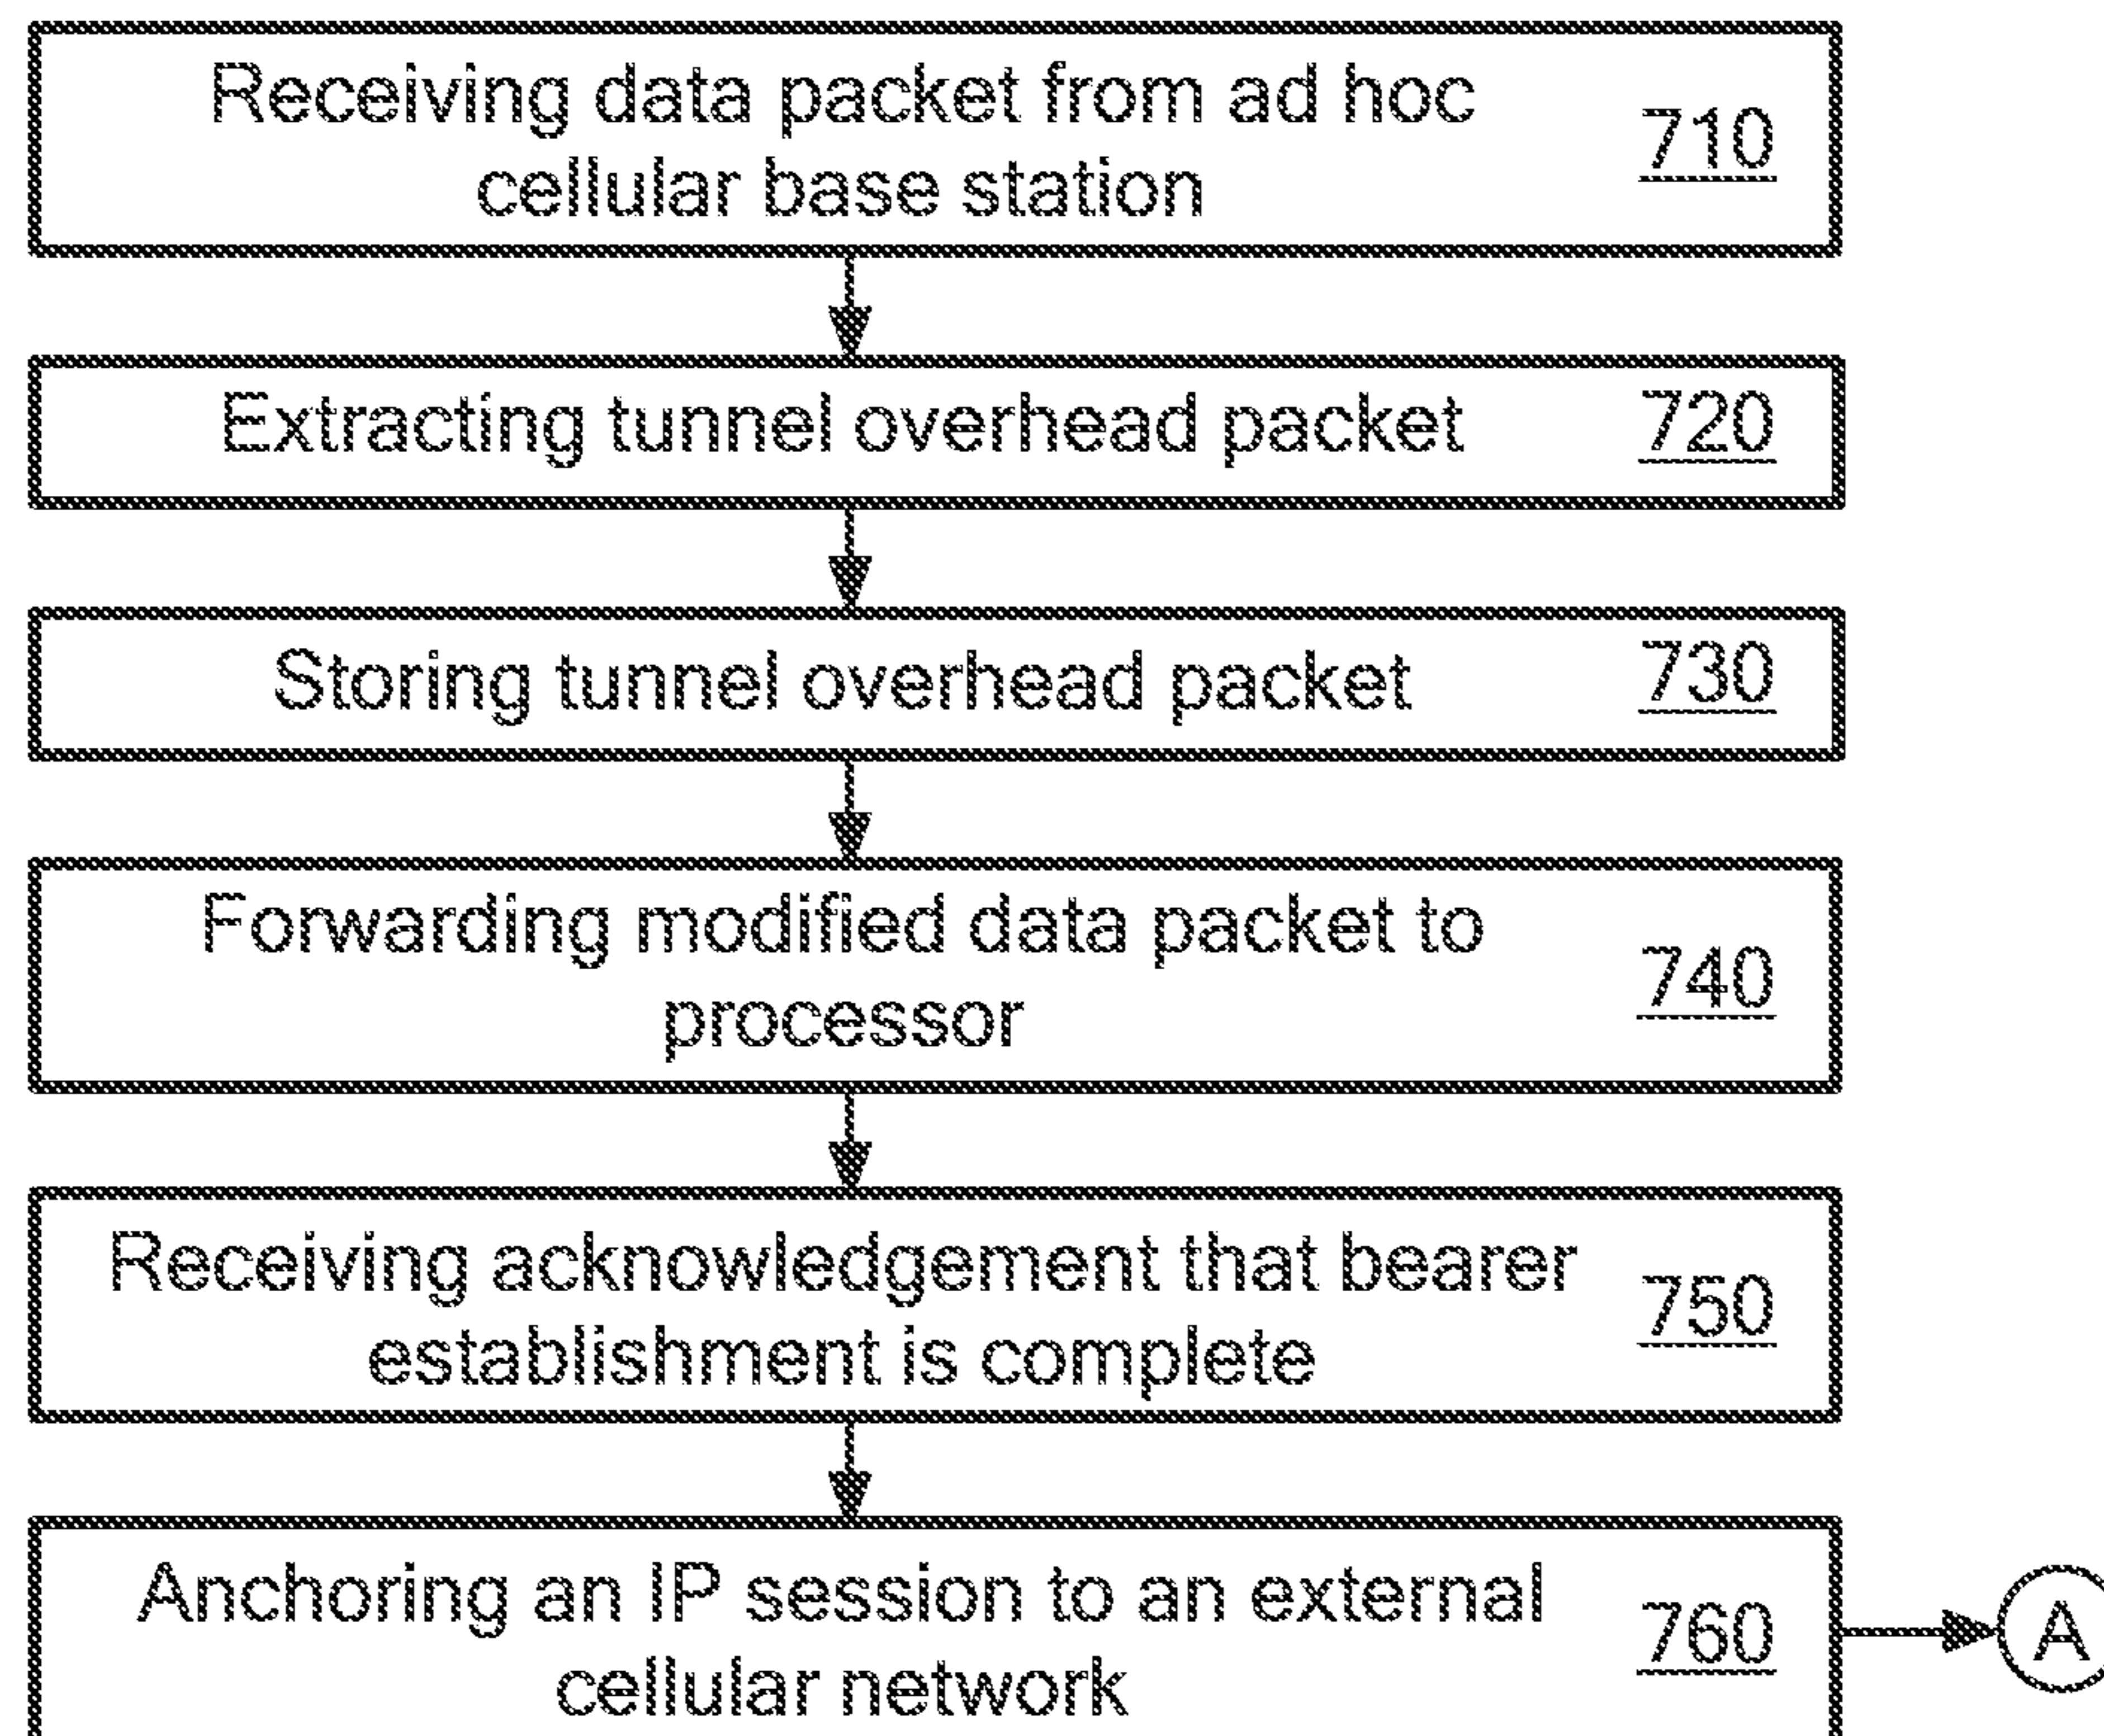 Receiving data packet from ad hoc
cellular base station
710
Extracting tunnel overhead packet 720
Storing tunnel overhead packet 730
Forwarding modified data packet to
processor
740
Receiving acknowledgement that bearer
establishment is complete
750
Anchoring an IP session to an external
cellular network
760
A